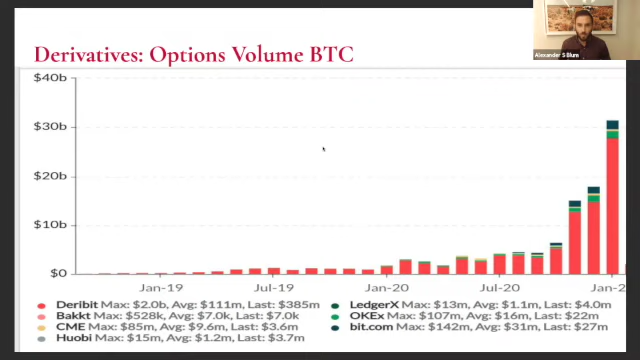 Derivatives: Options Volume BTC
Alexander S Blum
$40b
$30b
$20b
$10b
$0
Jan-19 Jul-19 Jan-20 Jul-20 Jan-2
Deribit Max: $2.0b, Avg: $111m, Last: $385m
Bakkt Max: $528k, Avg: $7.0k, Last: $7.0k
CME Max: $85m, Avg: $9.6m, Last: $3.6m
Huobi Max: $15m, Avg: $1.2m, Last: $3.7m
LedgerX Max: $13m, Avg: $1.1m, Last: $4.0m
OKEx Max: $107m, Avg: $16m, Last: $22m
bit.com Max: $142m, Avg: $31m, Last: $27m